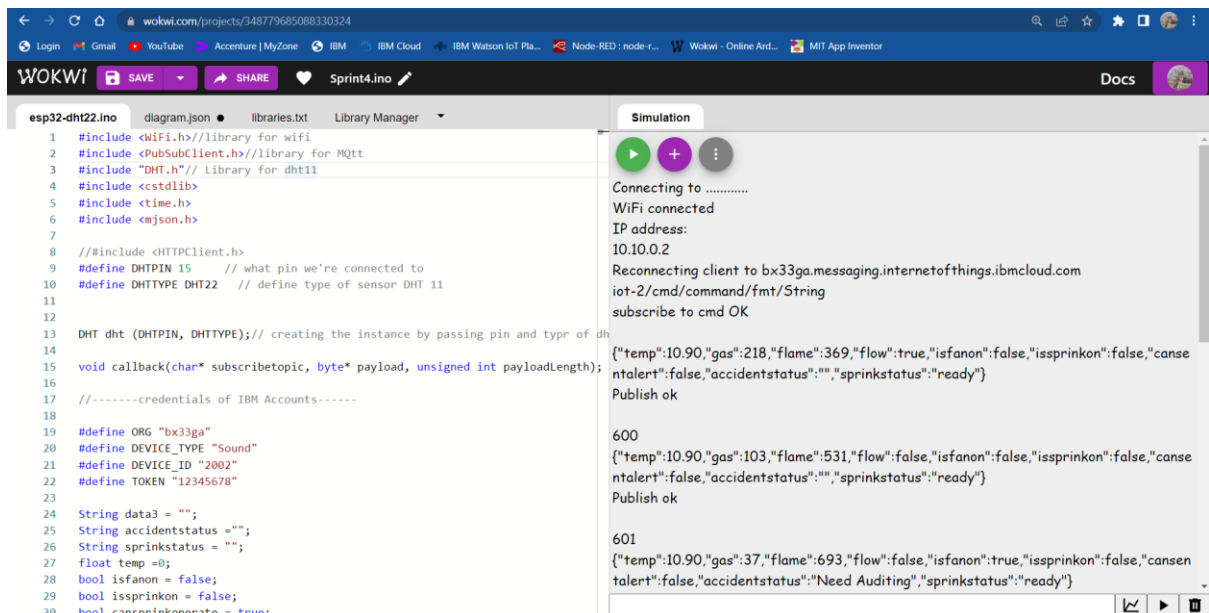 wokwi.com/projects/348779685088330324
Login Gmail YouTube Accenture | MyZone IBM IBM Cloud IBM Watson IoT Pla... Node-RED : node-r... Wokwi - Online Ard... MIT App Inventor
WOKWI SAVE SHARE Sprint4.ino Docs
esp32-dht22.ino diagram.json libraries.txt Library Manager
1 #include <WiFi.h>//library for wifi
2 #include <PubSubClient.h>//library for MQtt
3 #include "DHT.h"// Library for dht11
4 #include <cstdlib>
5 #include <time.h>
6 #include <mjson.h>
7
8 //#include <HTTPClient.h>
9 #define DHTPIN 15 // what pin we're connected to
10 #define DHTTYPE DHT22 // define type of sensor DHT 11
11
12
13 DHT dht (DHTPIN, DHTTYPE);// creating the instance by passing pin and typr of dh
14
15 void callback(char* subscribetopic, byte* payload, unsigned int payloadLength);
16
17 //-------credentials of IBM Accounts------
18
19 #define ORG "bx33ga"
20 #define DEVICE_TYPE "Sound"
21 #define DEVICE_ID "2002"
22 #define TOKEN "12345678"
23
24 String data3 = "";
25 String accidentstatus ="";
26 String sprinkstatus = "";
27 float temp =0;
28 bool isfanon = false;
29 bool issprinkon = false;
30 bool cansprinkoperate = true;
Simulation
Connecting to ............
WiFi connected
IP address:
10.10.0.2
Reconnecting client to bx33ga.messaging.internetofthings.ibmcloud.com
iot-2/cmd/command/fmt/String
subscribe to cmd OK
{"temp":10.90,"gas":218,"flame":369,"flow":true,"isfanon":false,"issprinkon":false,"canse
ntalert":false,"accidentstatus":"","sprinkstatus":"ready"}
Publish ok
600
{"temp":10.90,"gas":103,"flame":531,"flow":false,"isfanon":false,"issprinkon":false,"canse
ntalert":false,"accidentstatus":"","sprinkstatus":"ready"}
Publish ok
601
{"temp":10.90,"gas":37,"flame":693,"flow":false,"isfanon":true,"issprinkon":false,"cansen
talert":false,"accidentstatus":"Need Auditing","sprinkstatus":"ready"}